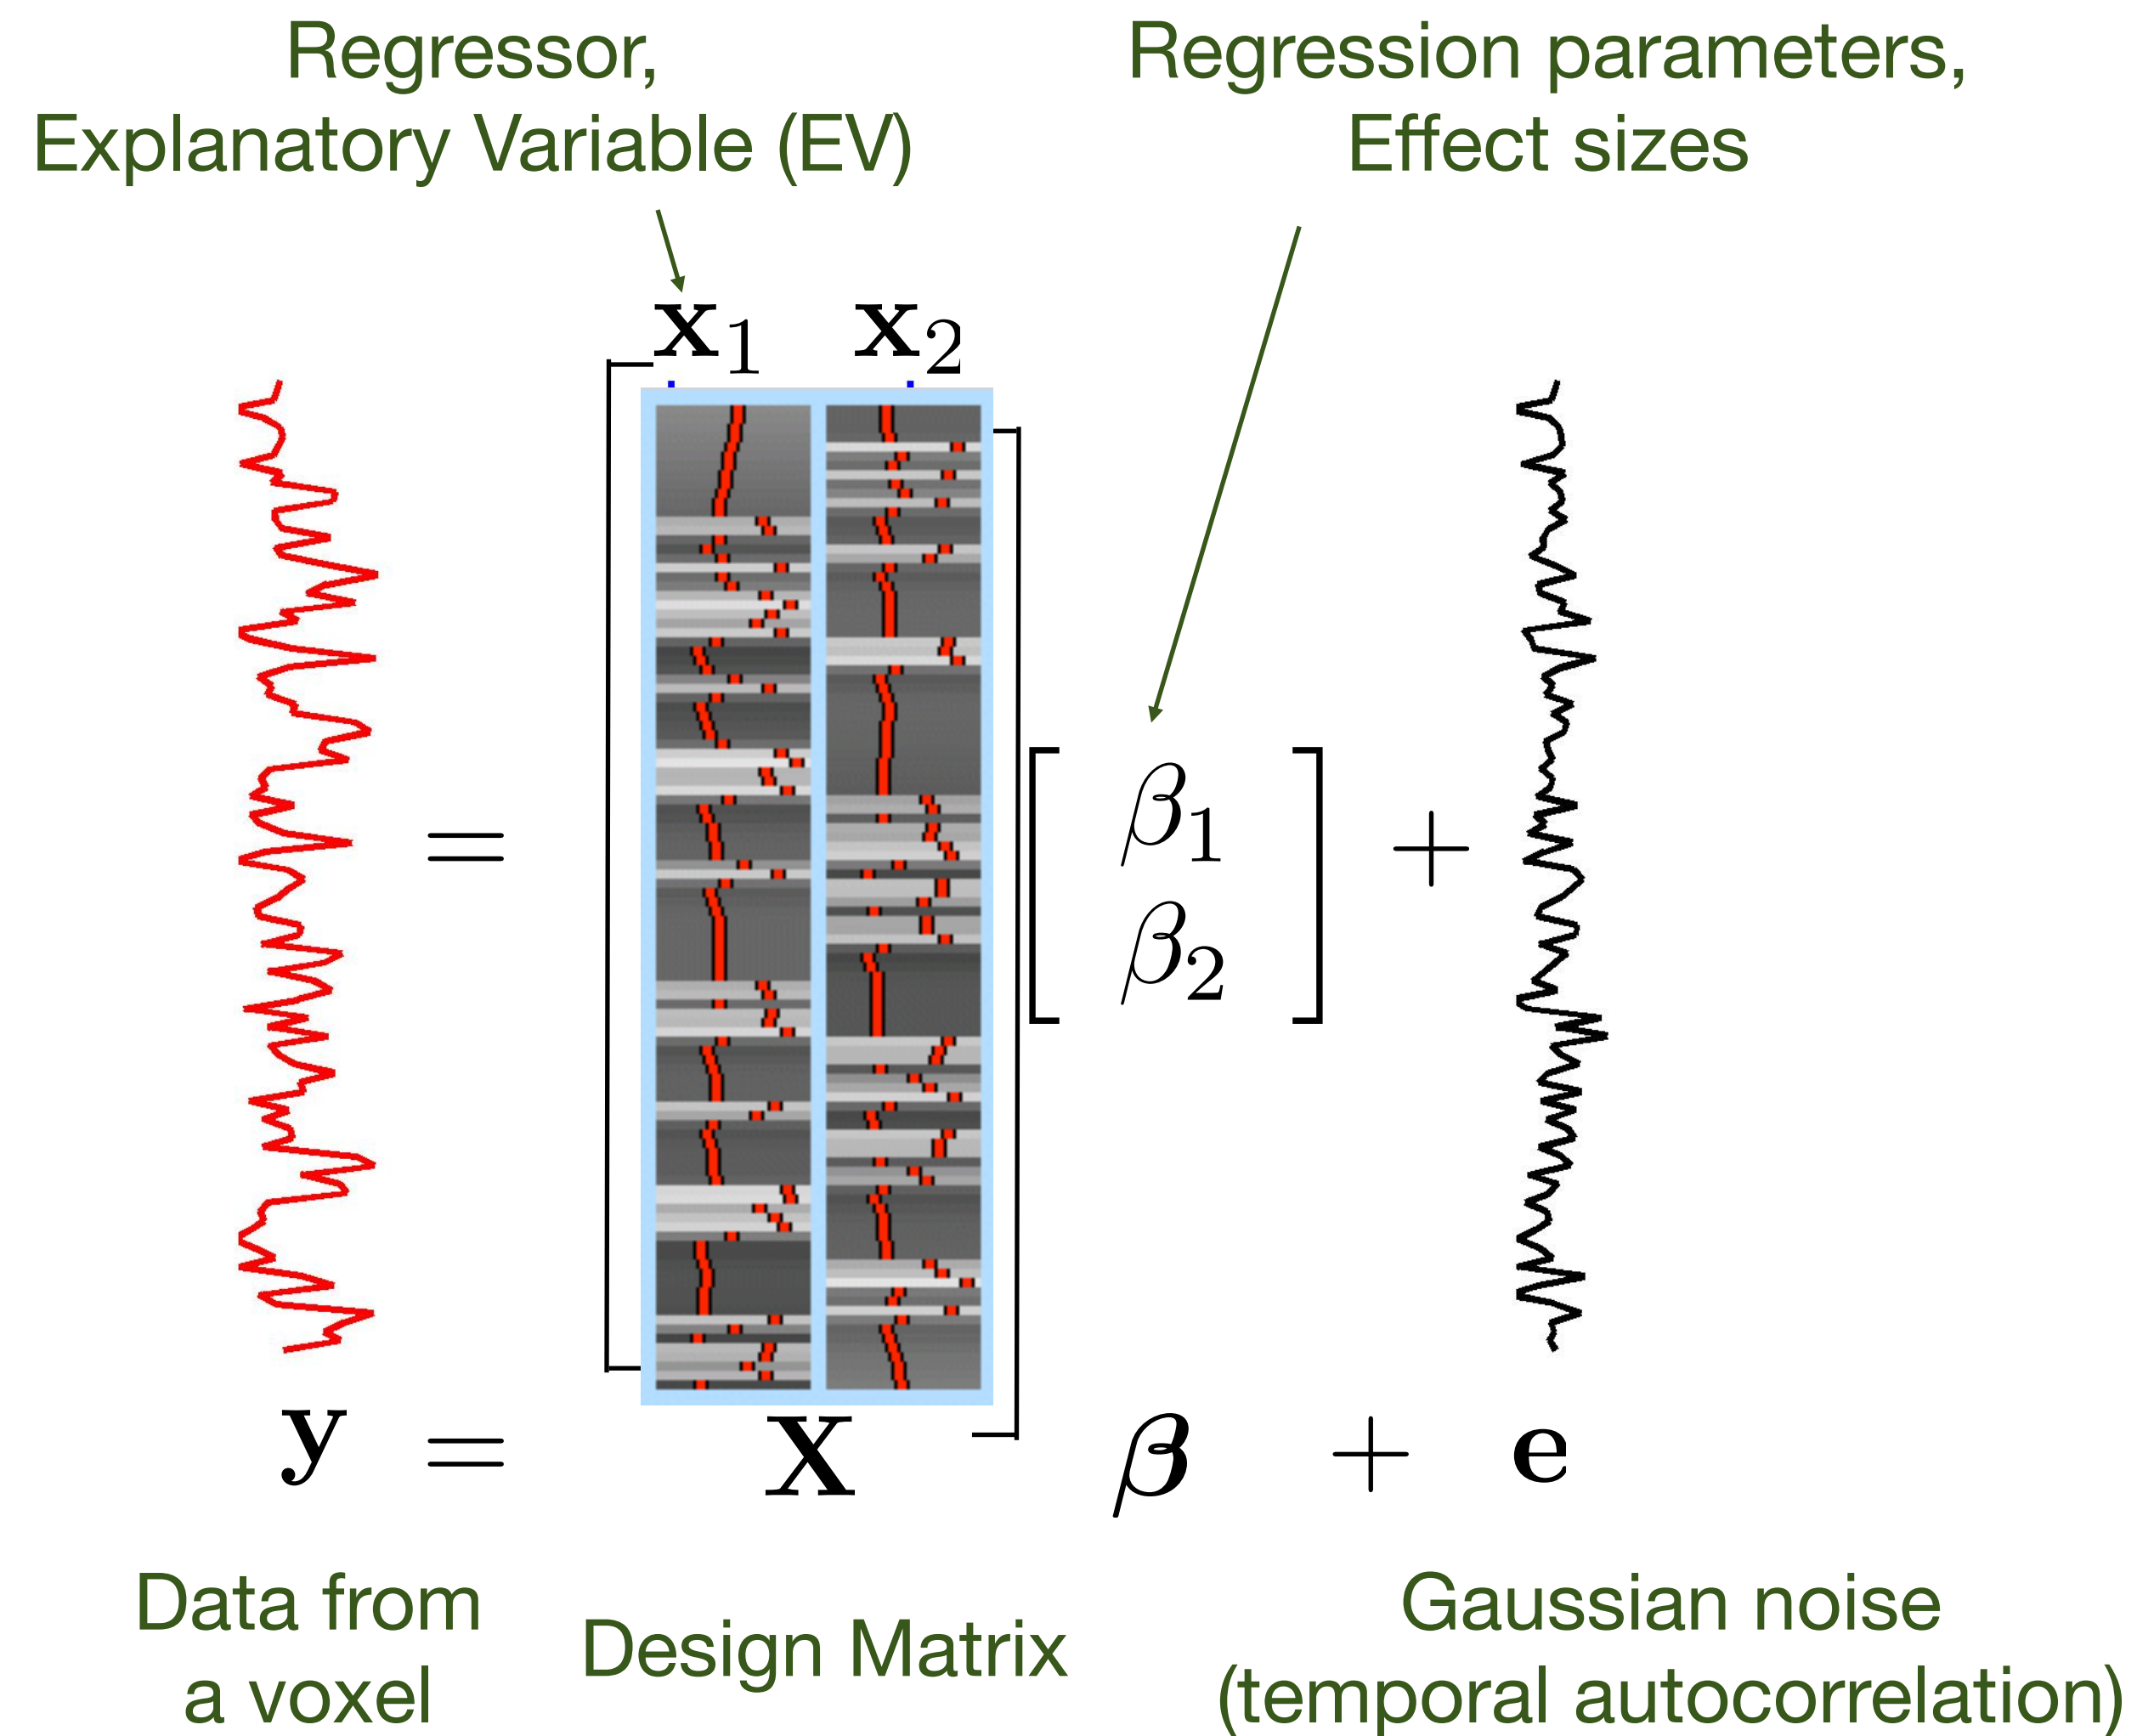 Regressor,
Explanatory Variable (EV)
Regression parameters,
Effect sizes
x₁ x₂
=
β₁
β₂
+
y = X β + e
Data from
a voxel
Design Matrix
Gaussian noise
(temporal autocorrelation)